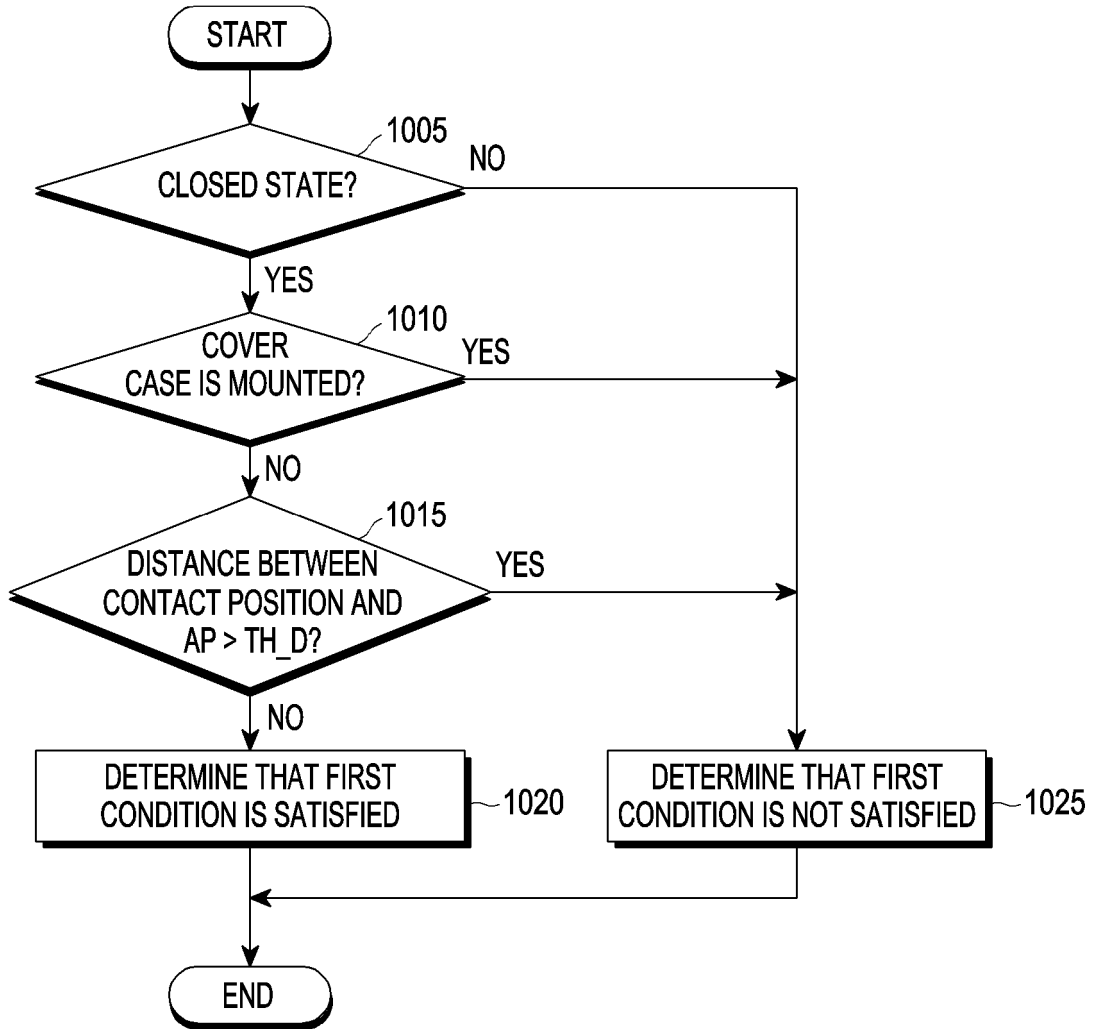 START
1005
CLOSED STATE?
NO
YES
1010
COVER
CASE IS MOUNTED?
YES
NO
1015
DISTANCE BETWEEN
CONTACT POSITION AND
AP > TH_D?
YES
NO
DETERMINE THAT FIRST
CONDITION IS SATISFIED
1020
DETERMINE THAT FIRST
CONDITION IS NOT SATISFIED
1025
END